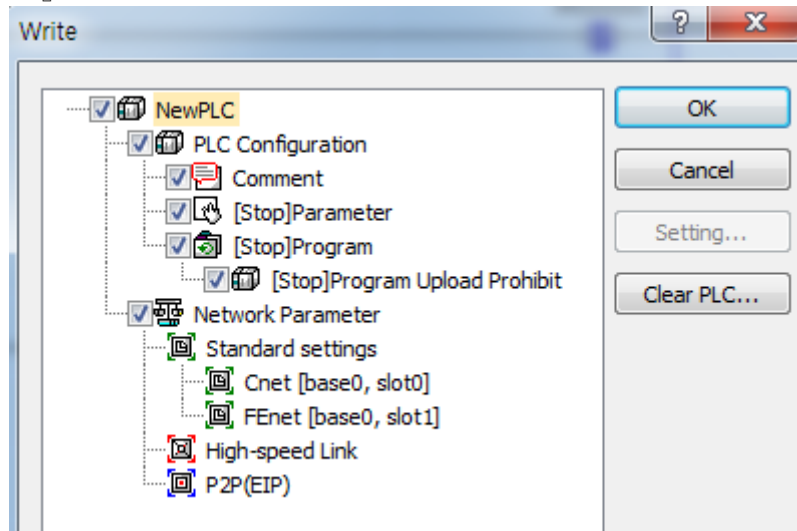 Write
?
X
NewPLC
PLC Configuration
Comment
[Stop]Parameter
[Stop]Program
[Stop]Program Upload Prohibit
Network Parameter
Standard settings
Cnet [base0, slot0]
FEnet [base0, slot1]
High-speed Link
P2P(EIP)
OK
Cancel
Setting...
Clear PLC...